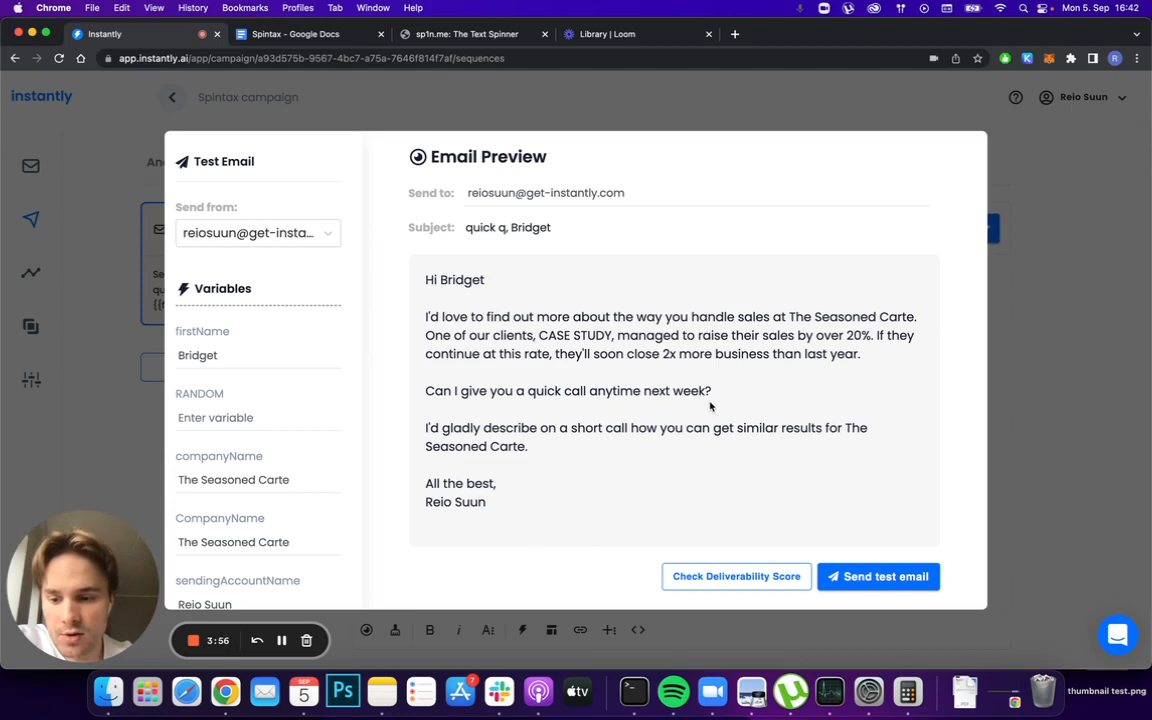 Chrome File Edit View History Bookmarks Profiles Tab Window Help Mon 5. Sep 16:42
Instantly Spintax - Google Docs sp1n.me: The Text Spinner Library | Loom
app.instantly.ai/app/campaign/a93d575b-9567-4bc7-a75a-7646f814f7af/sequences R
instantly Spintax campaign Reio Suun
Test Email
Email Preview
Send to: reiosuun@get-instantly.com
Send from:
reiosuun@get-insta...
Subject: quick q, Bridget
Variables
firstName
Bridget
RANDOM
Enter variable
companyName
The Seasoned Carte
CompanyName
The Seasoned Carte
sendingAccountName
Reio Suun
Hi Bridget
I'd love to find out more about the way you handle sales at The Seasoned Carte.
One of our clients, CASE STUDY, managed to raise their sales by over 20%. If they
continue at this rate, they'll soon close 2x more business than last year.
Can I give you a quick call anytime next week?
I'd gladly describe on a short call how you can get similar results for The
Seasoned Carte.
All the best,
Reio Suun
Check Deliverability Score
Send test email
3:56
B i A
SEP
5
Ps
7
tv
thumbnail test.png